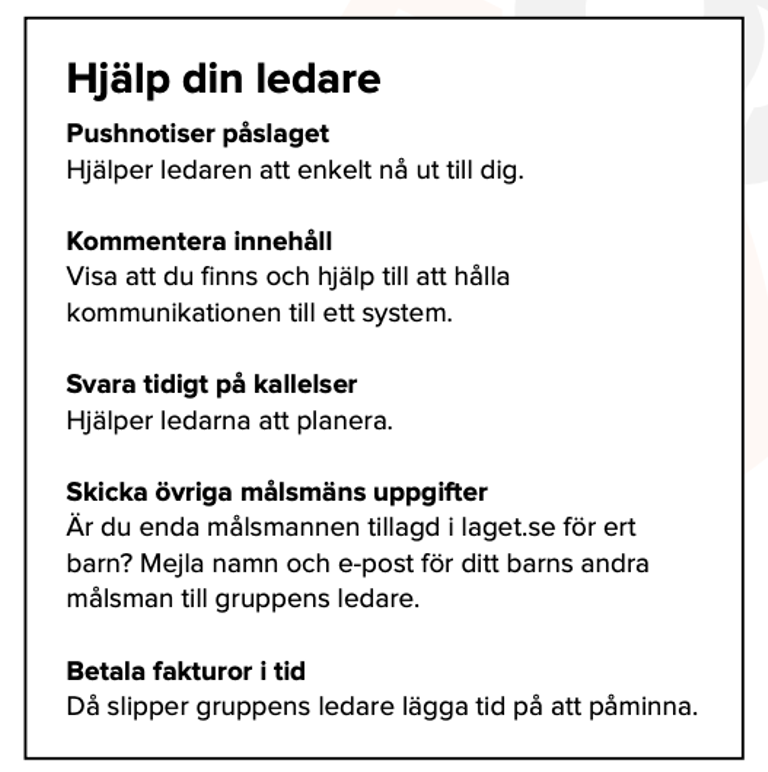 Hjälp din ledare
Pushnotiser påslaget
Hjälper ledaren att enkelt nå ut till dig.
Kommentera innehåll
Visa att du finns och hjälp till att hålla
kommunikationen till ett system.
Svara tidigt på kallelser
Hjälper ledarna att planera.
Skicka övriga målsmäns uppgifter
Är du enda målsmannen tillagd i laget.se för ert
barn? Mejla namn och e-post för ditt barns andra
målsman till gruppens ledare.
Betala fakturor i tid
Då slipper gruppens ledare lägga tid på att påminna.